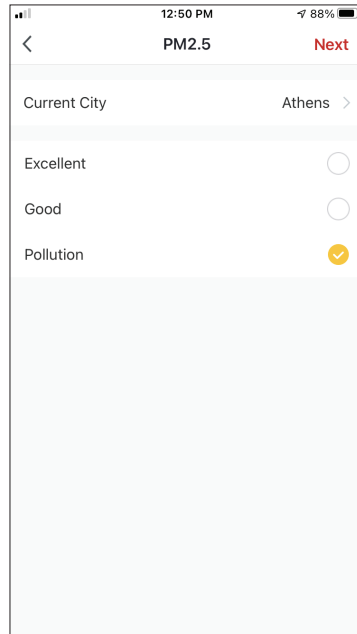 12:50 PM 88%
PM2.5 Next
Current City Athens
Excellent
Good
Pollution